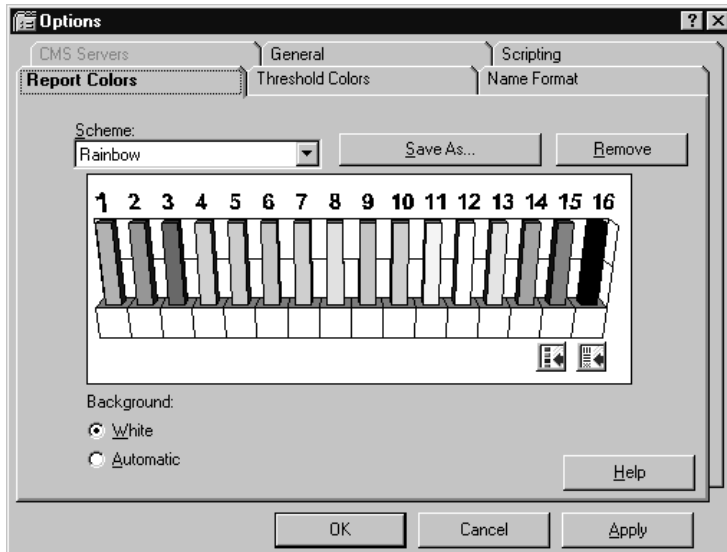 Options
CMS Servers General Scripting
Report Colors Threshold Colors Name Format
Scheme:
Rainbow Save As... Remove
1 2 3 4 5 6 7 8 9 10 11 12 13 14 15 16
Background:
White
Automatic
Help
OK Cancel Apply